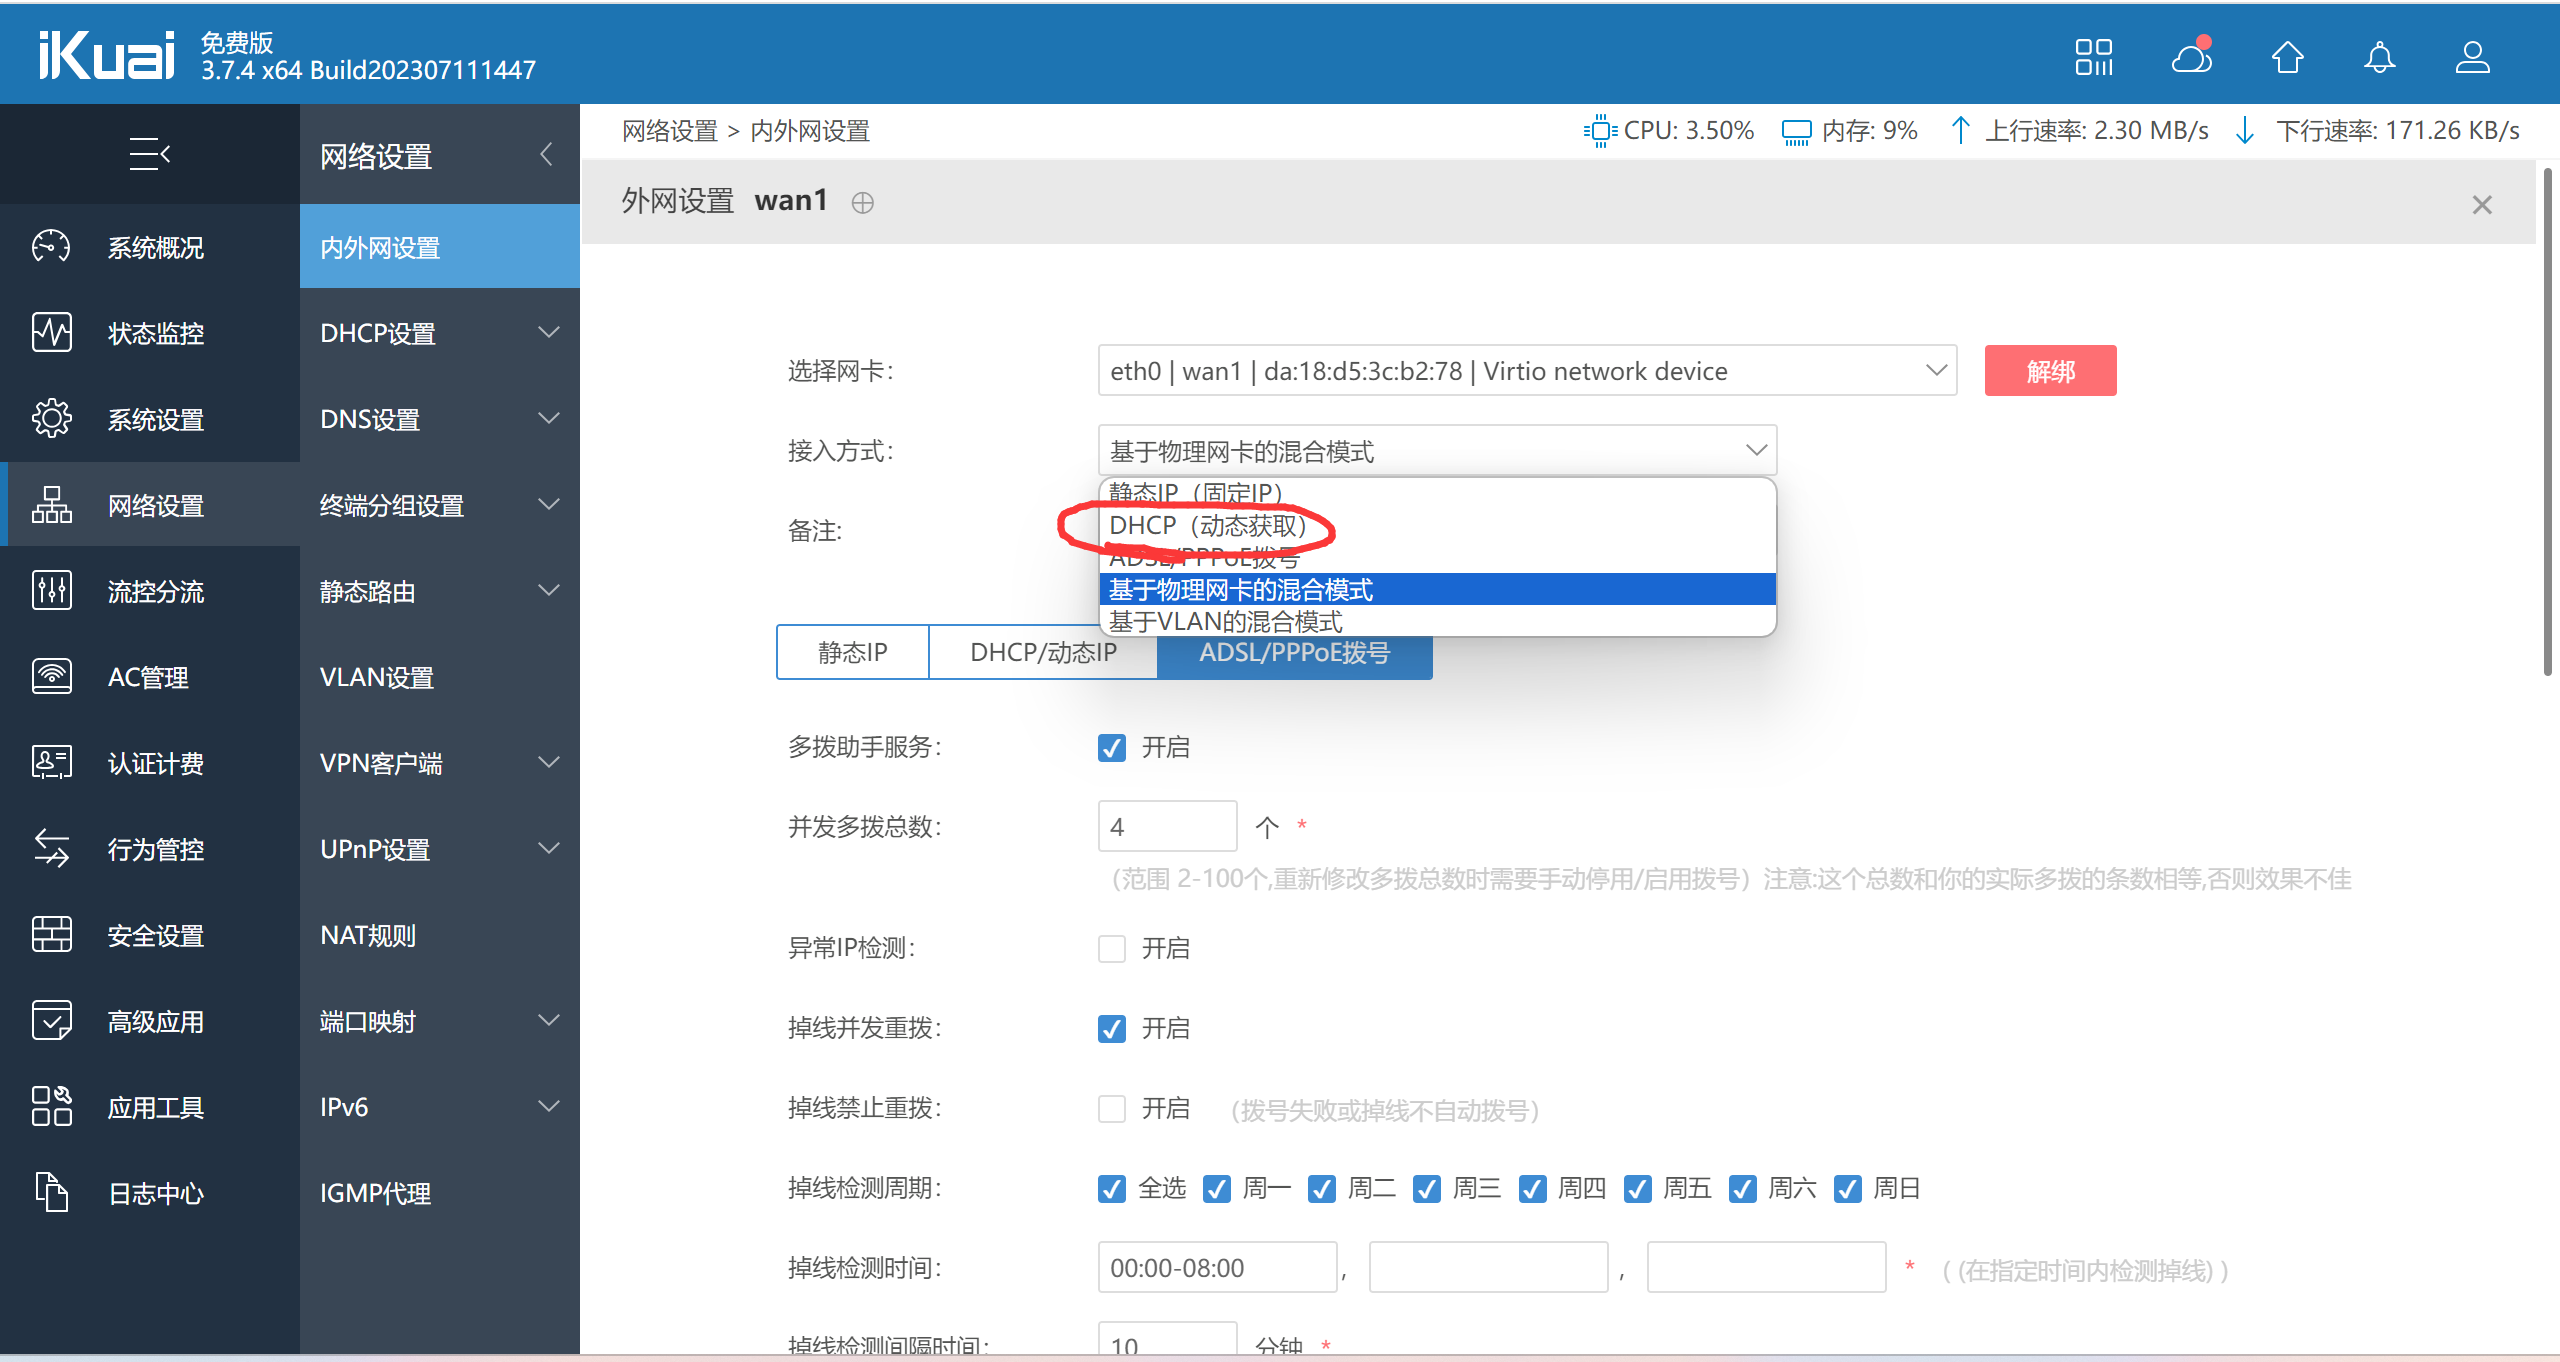 iKuai
免费版
3.7.4 x64 Build202307111447
网络设置
网络设置 > 内外网设置
CPU: 3.50%
内存: 9%
上行速率: 2.30 MB/s
下行速率: 171.26 KB/s
系统概况
状态监控
系统设置
网络设置
流控分流
AC管理
认证计费
行为管控
安全设置
高级应用
应用工具
日志中心
内外网设置
DHCP设置
DNS设置
终端分组设置
静态路由
VLAN设置
VPN客户端
UPnP设置
NAT规则
端口映射
IPv6
IGMP代理
外网设置 wan1
选择网卡:
eth0 | wan1 | da:18:d5:3c:b2:78 | Virtio network device
解绑
接入方式:
基于物理网卡的混合模式
静态IP（固定IP）
DHCP（动态获取）
ADSL/PPPoE拨号
基于物理网卡的混合模式
基于VLAN的混合模式
备注:
静态IP
DHCP/动态IP
ADSL/PPPoE拨号
多拨助手服务:
开启
并发多拨总数:
4 个 *
（范围 2-100个,重新修改多拨总数时需要手动停用/启用拨号）注意:这个总数和你的实际多拨的条数相等,否则效果不佳
异常IP检测:
开启
掉线并发重拨:
开启
掉线禁止重拨:
开启 （拨号失败或掉线不自动拨号）
掉线检测周期:
全选 周一 周二 周三 周四 周五 周六 周日
掉线检测时间:
00:00-08:00 , , * ( (在指定时间内检测掉线) )
掉线检测间隔时间:
10 分钟 *